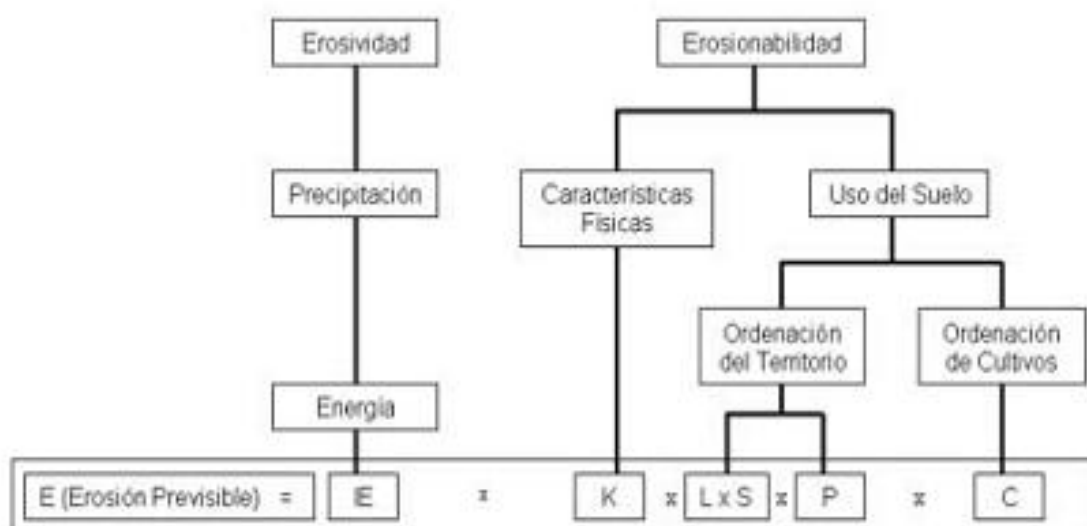 Erosividad
Erosionabilidad
Precipitación
Características
Físicas
Uso del Suelo
Ordenación
del Territorio
Ordenación
de Cultivos
Energía
E (Erosión Previsible) = E x K x L x S x P x C